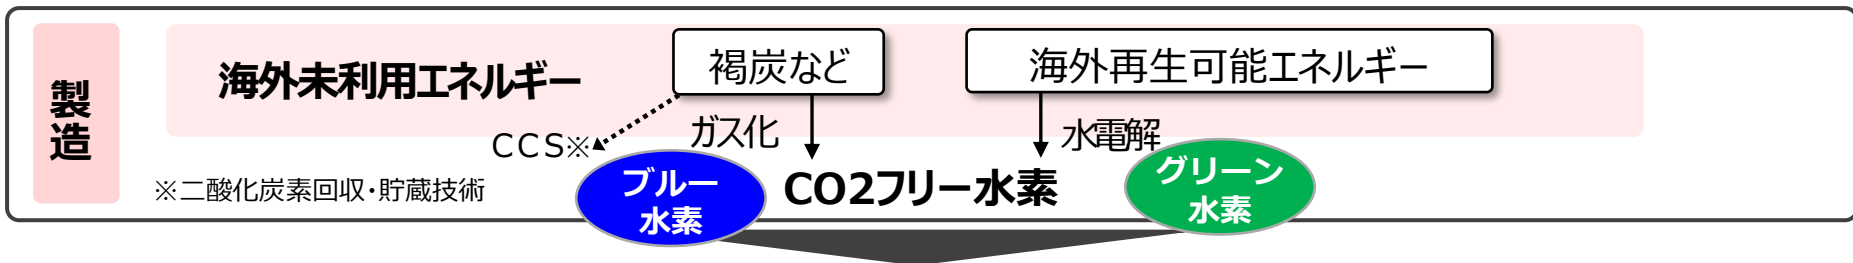 製造
海外未利用エネルギー
褐炭など
海外再生可能エネルギー
CCS※
ガス化
水電解
※二酸化炭素回収・貯蔵技術
ブルー
水素
CO2フリー水素
グリーン
水素